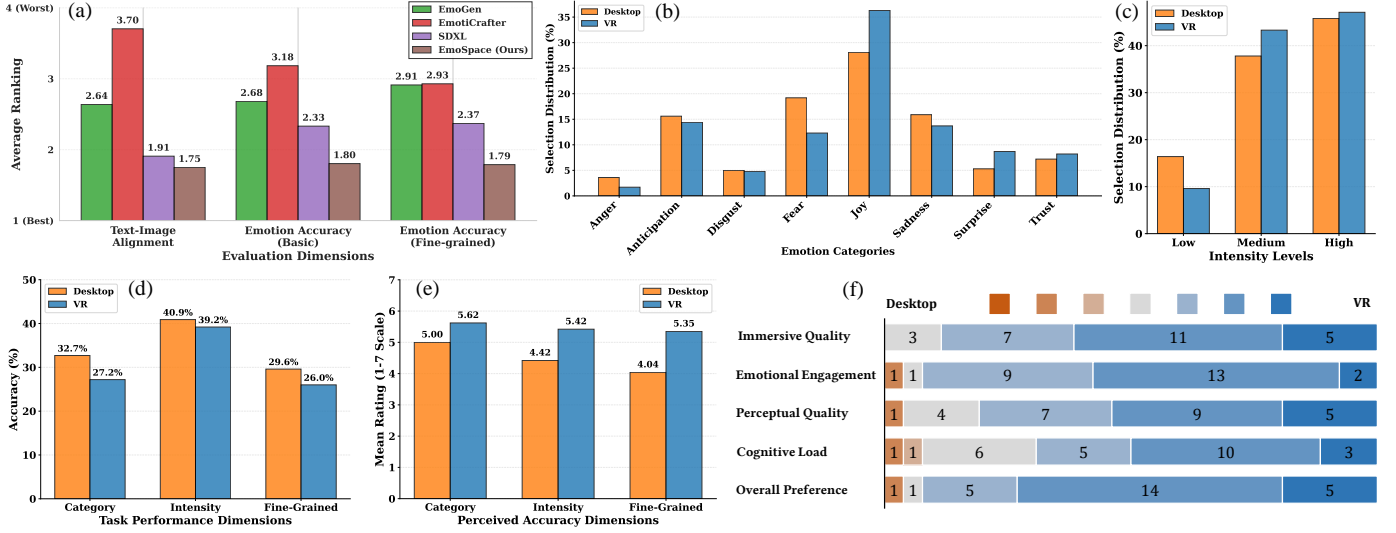 (a)
4 (Worst)
3
2
1 (Best)
Average Ranking
EmoGen
EmotiCrafter
SDXL
EmoSpace (Ours)
2.64
3.70
1.91
1.75
2.68
3.18
2.33
1.80
2.91
2.93
2.37
1.79
Text-Image
Alignment
Emotion Accuracy
(Basic)
Emotion Accuracy
(Fine-grained)
Evaluation Dimensions
(b)
Desktop
VR
35
30
25
20
15
10
5
0
Selection Distribution (%)
Anger
Anticipation
Disgust
Fear
Joy
Sadness
Surprise
Trust
Emotion Categories
(c)
Desktop
VR
40
30
20
10
0
Selection Distribution (%)
Low
Medium
High
Intensity Levels
(d)
Desktop
VR
50
40
30
20
10
0
Accuracy (%)
32.7%
27.2%
40.9%
39.2%
29.6%
26.0%
Category
Intensity
Fine-Grained
Task Performance Dimensions
(e)
Desktop
VR
7
6
5
4
3
2
1
0
Mean Rating (1-7 Scale)
5.00
5.62
4.42
5.42
4.04
5.35
Category
Intensity
Fine-Grained
Perceived Accuracy Dimensions
(f)
Desktop
VR
Immersive Quality 3 7 11 5
Emotional Engagement 1 1 9 13 2
Perceptual Quality 1 4 7 9 5
Cognitive Load 1 1 6 5 10 3
Overall Preference 1 1 5 14 5